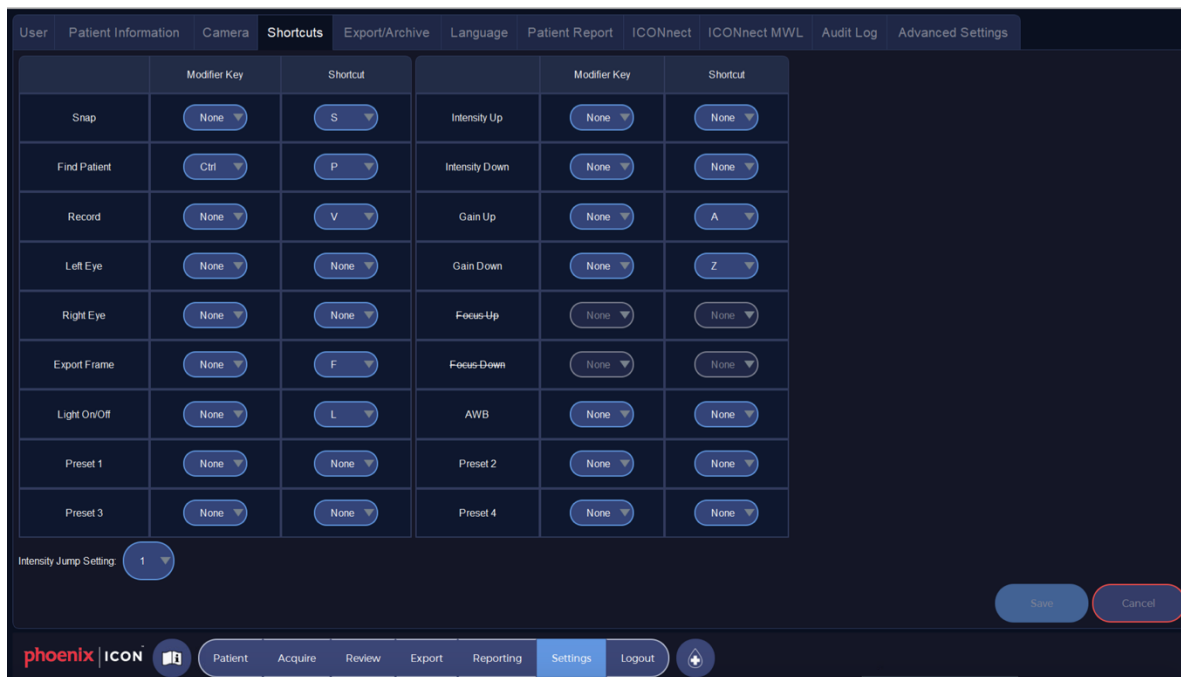 User Patient Information Camera Shortcuts Export/Archive Language Patient Report ICONnect ICONnect MWL Audit Log Advanced Settings
Modifier Key Shortcut Modifier Key Shortcut
Snap None S Intensity Up None None
Find Patient Ctrl P Intensity Down None None
Record None V Gain Up None A
Left Eye None None Gain Down None Z
Right Eye None None Focus Up None None
Export Frame None F Focus Down None None
Light On/Off None L AWB None None
Preset 1 None None Preset 2 None None
Preset 3 None None Preset 4 None None
Intensity Jump Setting: 1
Save Cancel
phoenix | ICON Patient Acquire Review Export Reporting Settings Logout